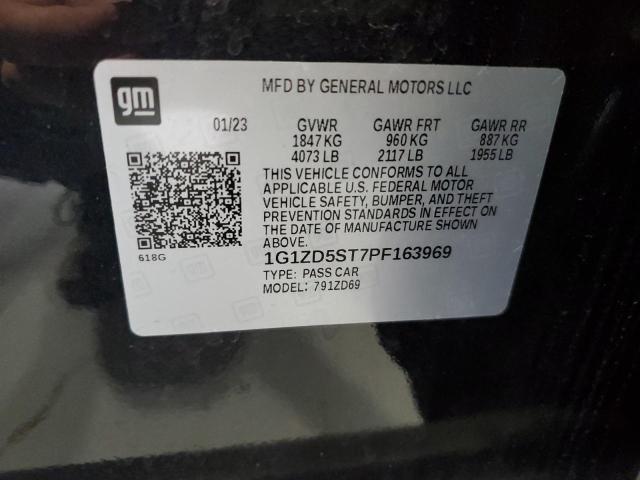 gm
MFD BY GENERAL MOTORS LLC
01/23 GVWR GAWR FRT GAWR RR
1847 KG 960 KG 887 KG
4073 LB 2117 LB 1955 LB
THIS VEHICLE CONFORMS TO ALL
APPLICABLE U.S. FEDERAL MOTOR
VEHICLE SAFETY, BUMPER, AND THEFT
PREVENTION STANDARDS IN EFFECT ON
THE DATE OF MANUFACTURE SHOWN
ABOVE.
618G
1G1ZD5ST7PF163969
TYPE: PASS CAR
MODEL: 791ZD69